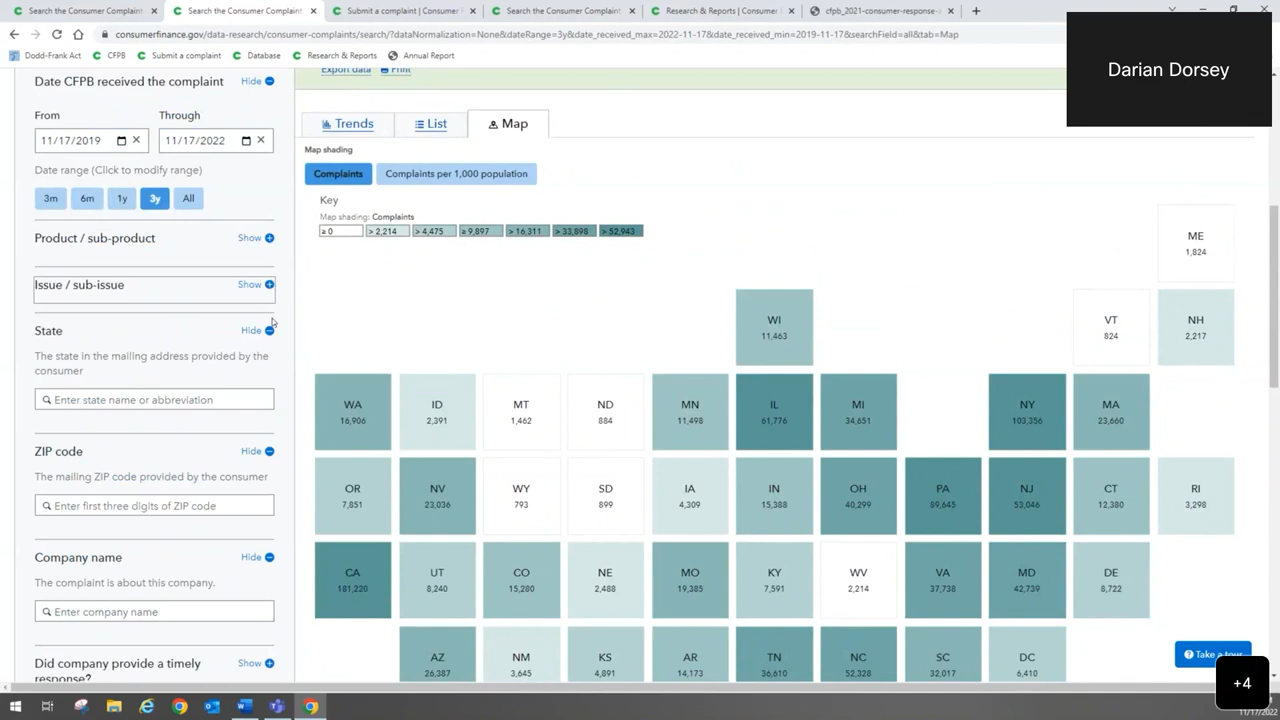 Search the Consumer Complaint
Search the Consumer Complaint
Submit a complaint | Consumer F
Search the Consumer Complaint
Research & Reports | Consumer F
cfpb_2021-consumer-response-a
consumerfinance.gov/data-research/consumer-complaints/search/?dataNormalization=None&dateRange=3y&date_received_max=2022-11-17&date_received_min=2019-11-17&searchField=all&tab=Map
Dodd-Frank Act
CFPB
Submit a complaint
Database
Research & Reports
Annual Report
Darian Dorsey
Date CFPB received the complaint
Hide
From
Through
11/17/2019
11/17/2022
Date range (Click to modify range)
3m
6m
1y
3y
All
Product / sub-product
Show
Issue / sub-issue
Show
State
Hide
The state in the mailing address provided by the
consumer
Enter state name or abbreviation
ZIP code
Hide
The mailing ZIP code provided by the consumer
Enter first three digits of ZIP code
Company name
Hide
The complaint is about this company.
Enter company name
Did company provide a timely
response?
Show
Export data
Print
Trends
List
Map
Map shading
Complaints
Complaints per 1,000 population
Key
Map shading: Complaints
≥ 0
> 2,214
> 4,475
≥ 9,897
> 16,311
> 33,898
> 52,943
ME
1,824
WI
11,463
VT
824
NH
2,217
WA
16,906
ID
2,391
MT
1,462
ND
884
MN
11,498
IL
61,776
MI
34,651
NY
103,356
MA
23,660
OR
7,851
NV
23,036
WY
793
SD
899
IA
4,309
IN
15,388
OH
40,299
PA
89,645
NJ
53,046
CT
12,380
RI
3,298
CA
181,220
UT
8,240
CO
15,280
NE
2,488
MO
19,385
KY
7,591
WV
2,214
VA
37,738
MD
42,739
DE
8,722
AZ
26,387
NM
3,645
KS
4,891
AR
14,173
TN
36,610
NC
52,328
SC
32,017
DC
6,410
Take a tour
+4
11/17/2022